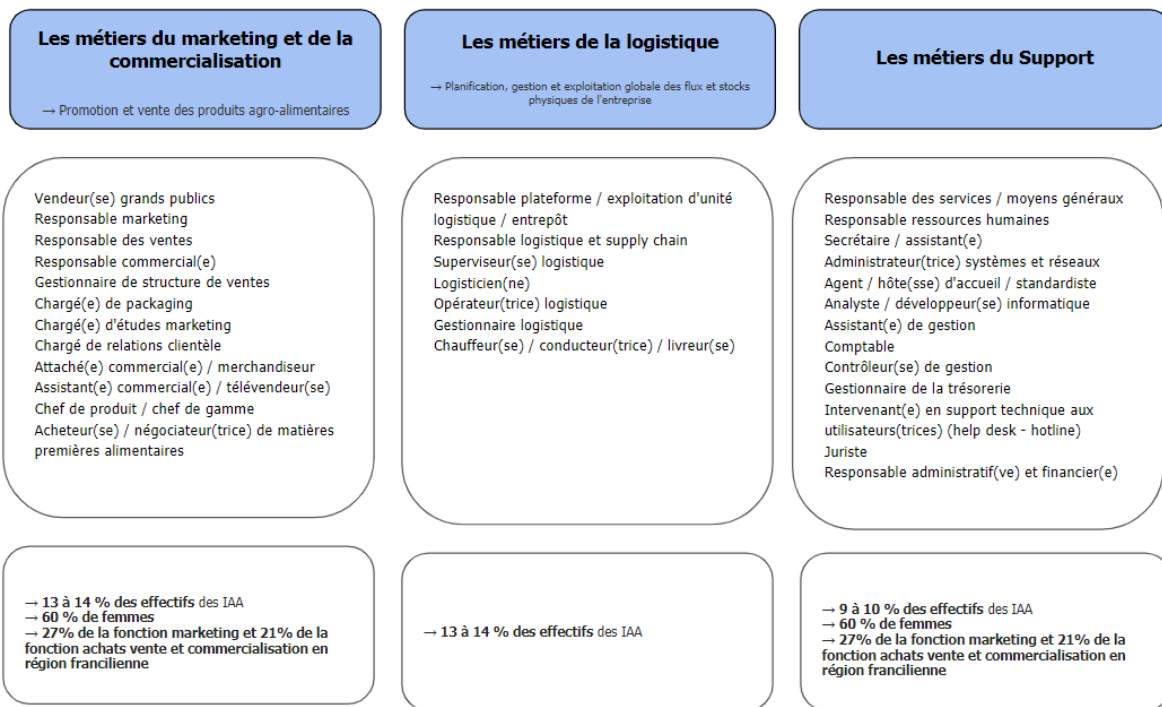 Les métiers du marketing et de la
commercialisation
→ Promotion et vente des produits agro-alimentaires
Vendeur(se) grands publics
Responsable marketing
Responsable des ventes
Responsable commercial(e)
Gestionnaire de structure de ventes
Chargé(e) de packaging
Chargé(e) d'études marketing
Chargé de relations clientèle
Attaché(e) commercial(e) / merchandiseur
Assistant(e) commercial(e) / télévendeur(se)
Chef de produit / chef de gamme
Acheteur(se) / négociateur(trice) de matières
premières alimentaires
→ 13 à 14 % des effectifs des IAA
→ 60 % de femmes
→ 27% de la fonction marketing et 21% de la
fonction achats vente et commercialisation en
région francilienne
Les métiers de la logistique
→ Planification, gestion et exploitation globale des flux et stocks
physiques de l'entreprise
Responsable plateforme / exploitation d'unité
logistique / entrepôt
Responsable logistique et supply chain
Superviseur(se) logistique
Logisticien(ne)
Opérateur(trice) logistique
Gestionnaire logistique
Chauffeur(se) / conducteur(trice) / livreur(se)
→ 13 à 14 % des effectifs des IAA
Les métiers du Support
Responsable des services / moyens généraux
Responsable ressources humaines
Secrétaire / assistant(e)
Administrateur(trice) systèmes et réseaux
Agent / hôte(sse) d'accueil / standardiste
Analyste / développeur(se) informatique
Assistant(e) de gestion
Comptable
Contrôleur(se) de gestion
Gestionnaire de la trésorerie
Intervenant(e) en support technique aux
utilisateurs(trices) (help desk - hotline)
Juriste
Responsable administratif(ve) et financier(e)
→ 9 à 10 % des effectifs des IAA
→ 60 % de femmes
→ 27% de la fonction marketing et 21% de la
fonction achats vente et commercialisation en
région francilienne